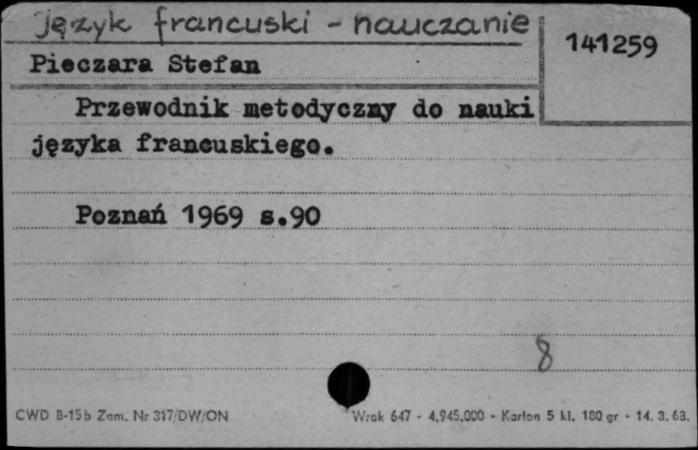 język francuski - nauczanie
141259
Pieczara Stefan
Przewodnik metodyczny do nauki
języka francuskiego.
Poznań 1969 s.90
8
CWD B-15b Zam. Nr 317/DW/ON
Wrak 647 - 4.945.000 - Karton 5 kl. 180 gr - 14. 3. 68.